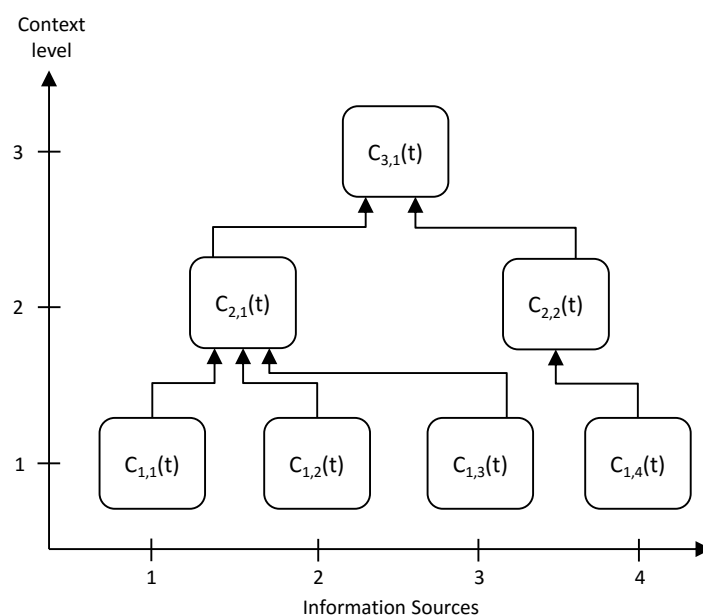 Context
level
3
C3,1(t)
2
C2,1(t)
C2,2(t)
1
C1,1(t)
C1,2(t)
C1,3(t)
C1,4(t)
1
2
3
4
Information Sources